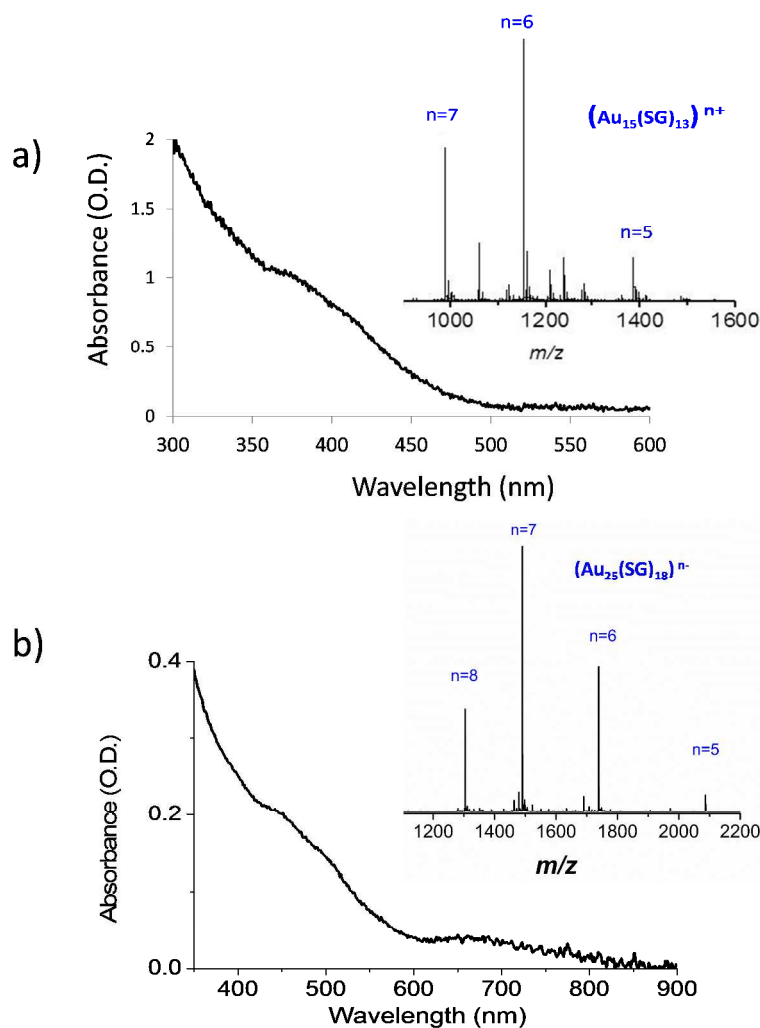 a)
n=6
n=7
(Au₁₅(SG)₁₃) ⁿ⁺
n=5
1000 1200 1400 1600
m/z
2
1.5
1
0.5
0
Absorbance (O.D.)
300 350 400 450 500 550 600
Wavelength (nm)
b)
n=7
(Au₂₅(SG)₁₈) ⁿ⁻
n=6
n=8
n=5
1200 1400 1600 1800 2000 2200
m/z
0.4
0.2
0.0
Absorbance (O.D.)
400 500 600 700 800 900
Wavelength (nm)